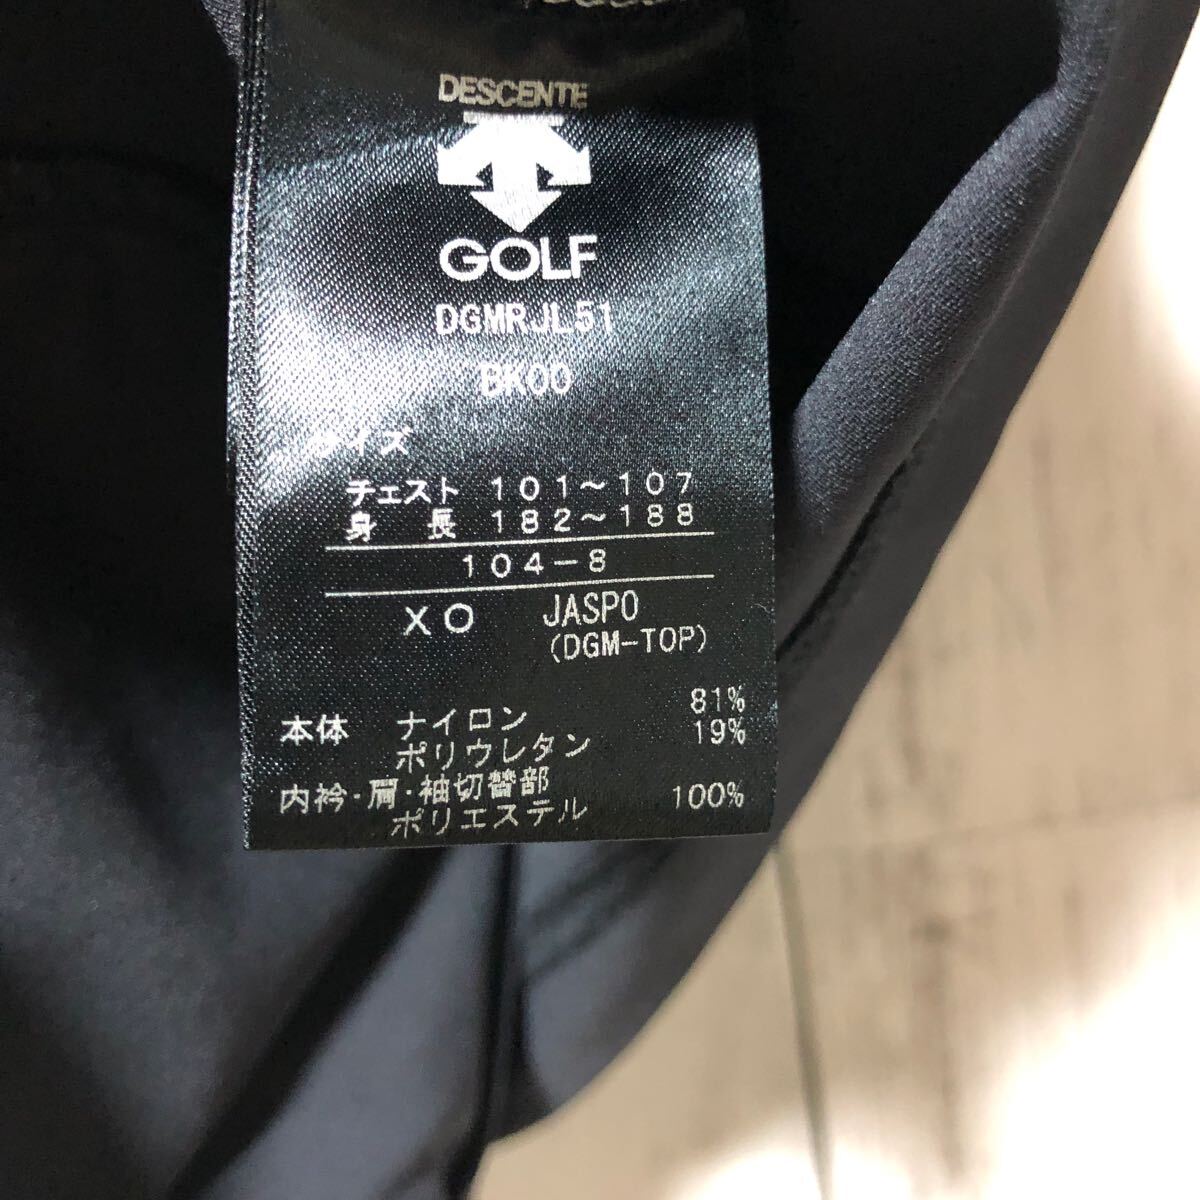 DESCENTE
GOLF
DGMRJL51
BK00
サイズ
チェスト 101~107
身長 182~188
104-8
XO JASPO
(DGM-TOP)
本体 ナイロン 81%
ポリウレタン 19%
内衿・肩・袖切替部
ポリエステル 100%